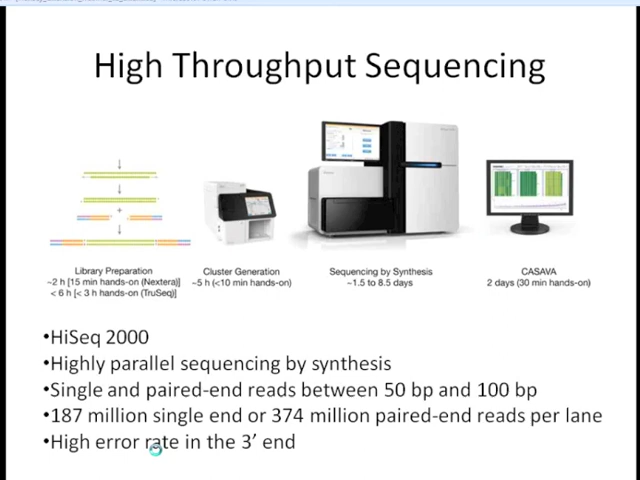 High Throughput Sequencing
Library Preparation
~2 h [15 min hands-on (Nextera)]
< 6 h [< 3 h hands-on (TruSeq)]
Cluster Generation
~5 h (<10 min hands-on)
Sequencing by Synthesis
~1.5 to 8.5 days
CASAVA
2 days (30 min hands-on)
•HiSeq 2000
•Highly parallel sequencing by synthesis
•Single and paired-end reads between 50 bp and 100 bp
•187 million single end or 374 million paired-end reads per lane
•High error rate in the 3’ end